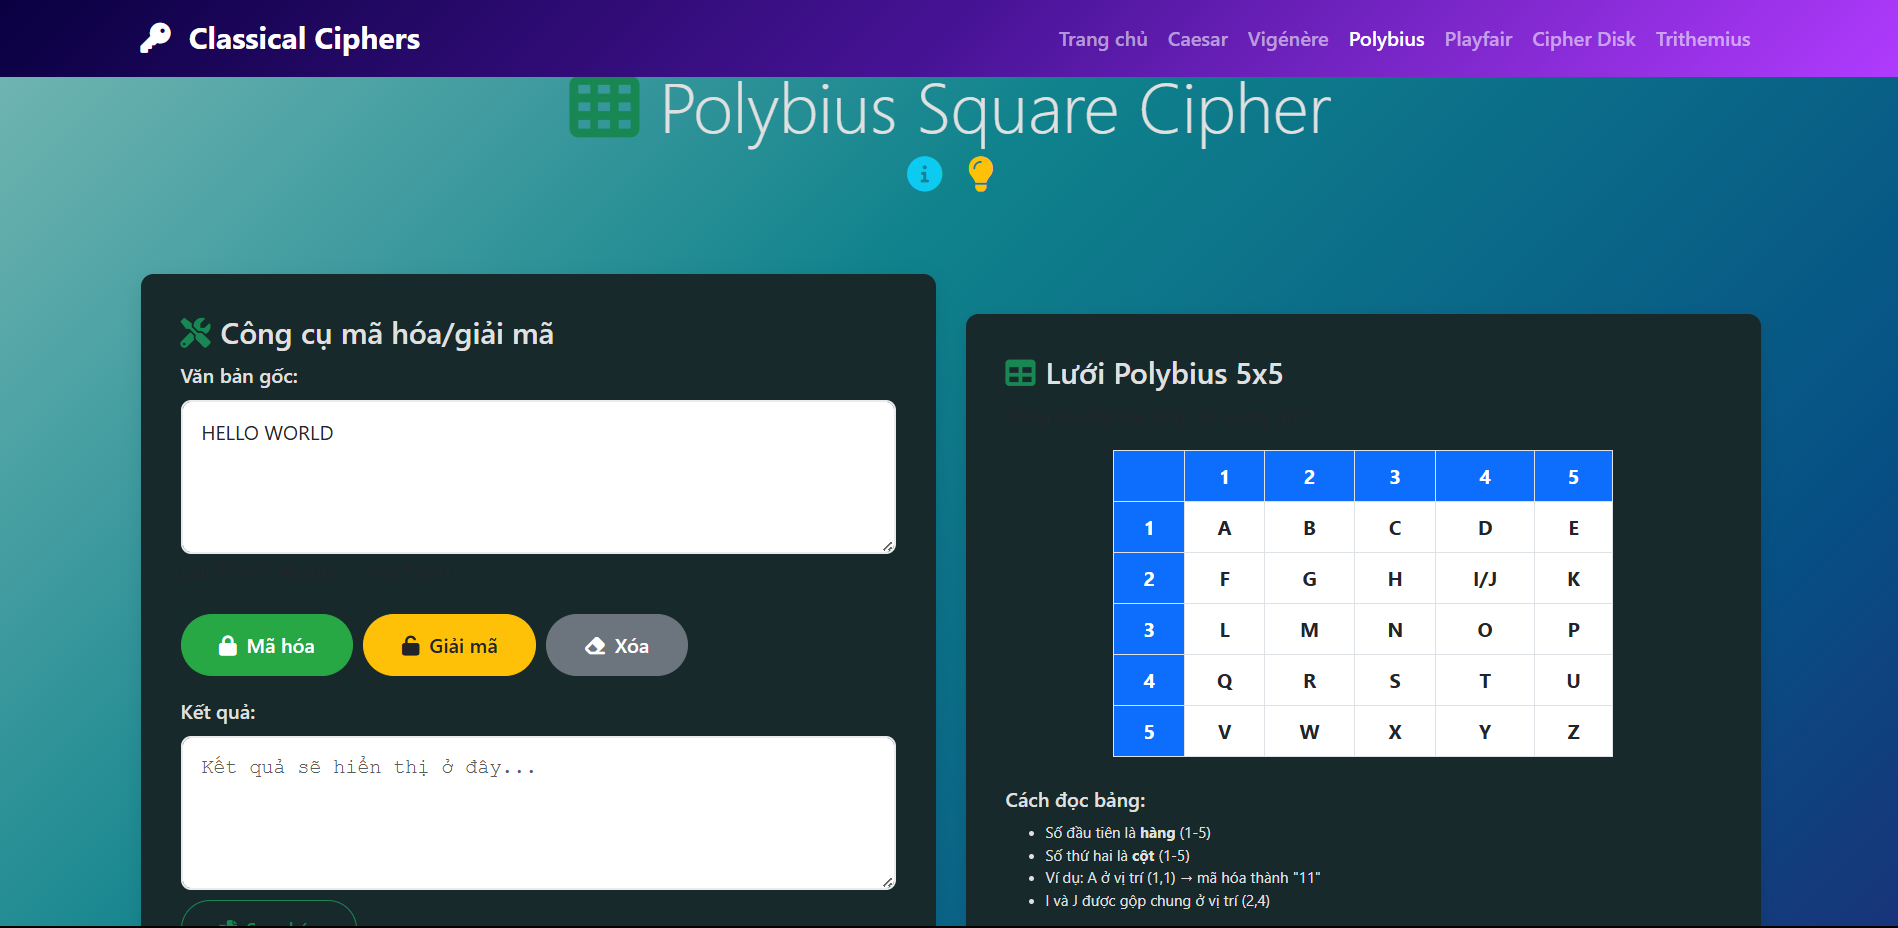 Classical Ciphers
Trang chủ Caesar Vigénère Polybius Playfair Cipher Disk Trithemius
Polybius Square Cipher
Công cụ mã hóa/giải mã
Văn bản gốc:
HELLO WORLD
Mã hóa Giải mã Xóa
Kết quả:
Kết quả sẽ hiển thị ở đây...
Lưới Polybius 5x5
1 2 3 4 5
1 A B C D E
2 F G H I/J K
3 L M N O P
4 Q R S T U
5 V W X Y Z
Cách đọc bảng:
Số đầu tiên là hàng (1-5)
Số thứ hai là cột (1-5)
Ví dụ: A ở vị trí (1,1) → mã hóa thành "11"
I và J được gộp chung ở vị trí (2,4)